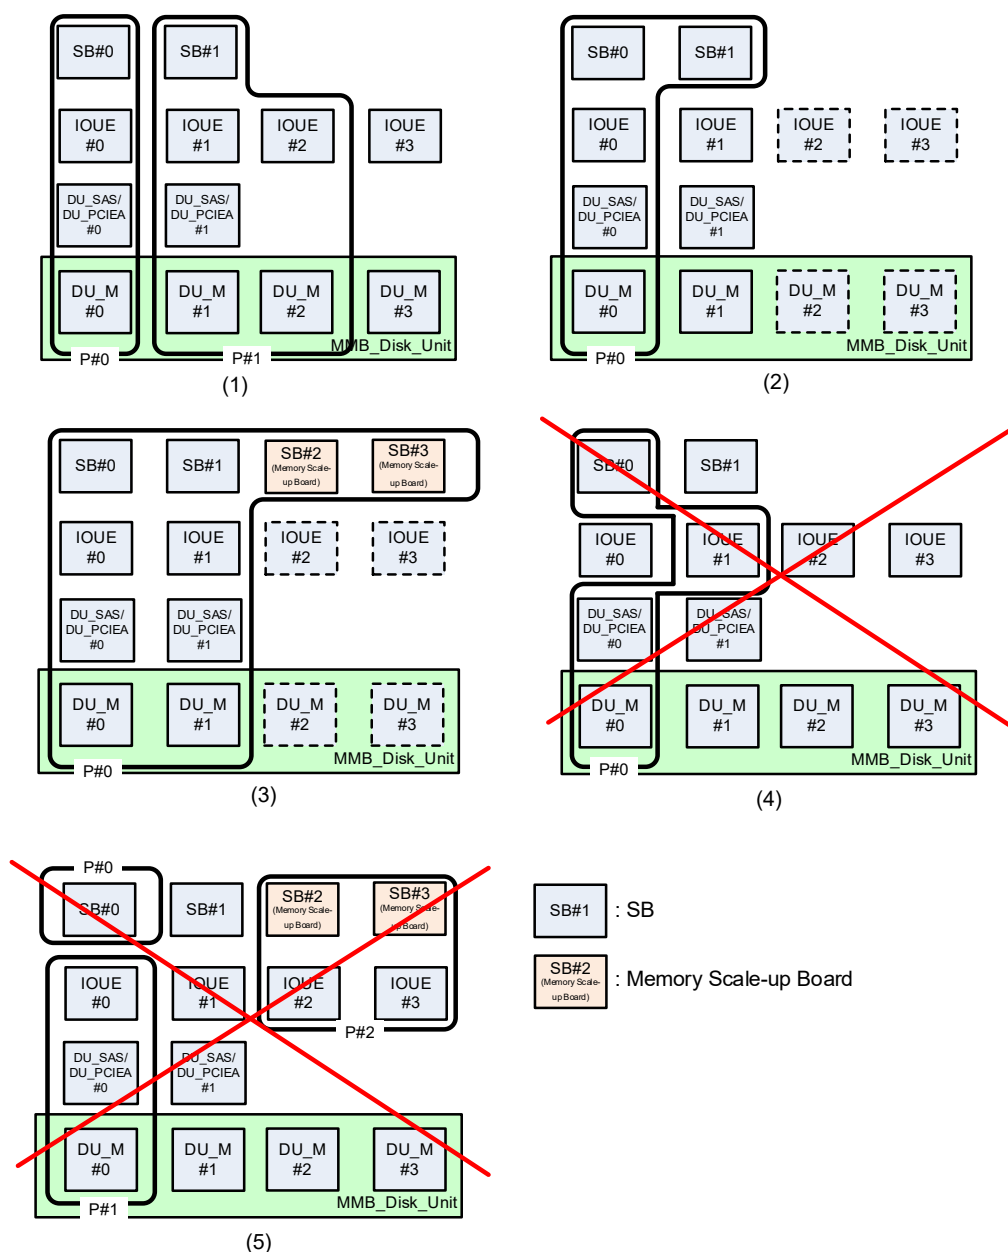 SB#0
SB#1
IOUE
#0
IOUE
#1
IOUE
#2
IOUE
#3
DU_SAS/
DU_PCIEA
#0
DU_SAS/
DU_PCIEA
#1
DU_M
#0
DU_M
#1
DU_M
#2
DU_M
#3
MMB_Disk_Unit
P#0
P#1
(1)
SB#0
SB#1
IOUE
#0
IOUE
#1
IOUE
#2
IOUE
#3
DU_SAS/
DU_PCIEA
#0
DU_SAS/
DU_PCIEA
#1
DU_M
#0
DU_M
#1
DU_M
#2
DU_M
#3
MMB_Disk_Unit
P#0
(2)
SB#0
SB#1
SB#2
(Memory Scale-
up Board)
SB#3
(Memory Scale-
up Board)
IOUE
#0
IOUE
#1
IOUE
#2
IOUE
#3
DU_SAS/
DU_PCIEA
#0
DU_SAS/
DU_PCIEA
#1
DU_M
#0
DU_M
#1
DU_M
#2
DU_M
#3
MMB_Disk_Unit
P#0
(3)
SB#0
SB#1
IOUE
#0
IOUE
#1
IOUE
#2
IOUE
#3
DU_SAS/
DU_PCIEA
#0
DU_SAS/
DU_PCIEA
#1
DU_M
#0
DU_M
#1
DU_M
#2
DU_M
#3
MMB_Disk_Unit
P#0
(4)
P#0
SB#0
SB#1
SB#2
(Memory Scale-
up Board)
SB#3
(Memory Scale-
up Board)
IOUE
#0
IOUE
#1
IOUE
#2
IOUE
#3
P#2
DU_SAS/
DU_PCIEA
#0
DU_SAS/
DU_PCIEA
#1
DU_M
#0
DU_M
#1
DU_M
#2
DU_M
#3
MMB_Disk_Unit
P#1
(5)
SB#1 : SB
SB#2
(Memory Scale-
up Board)
: Memory Scale-up Board